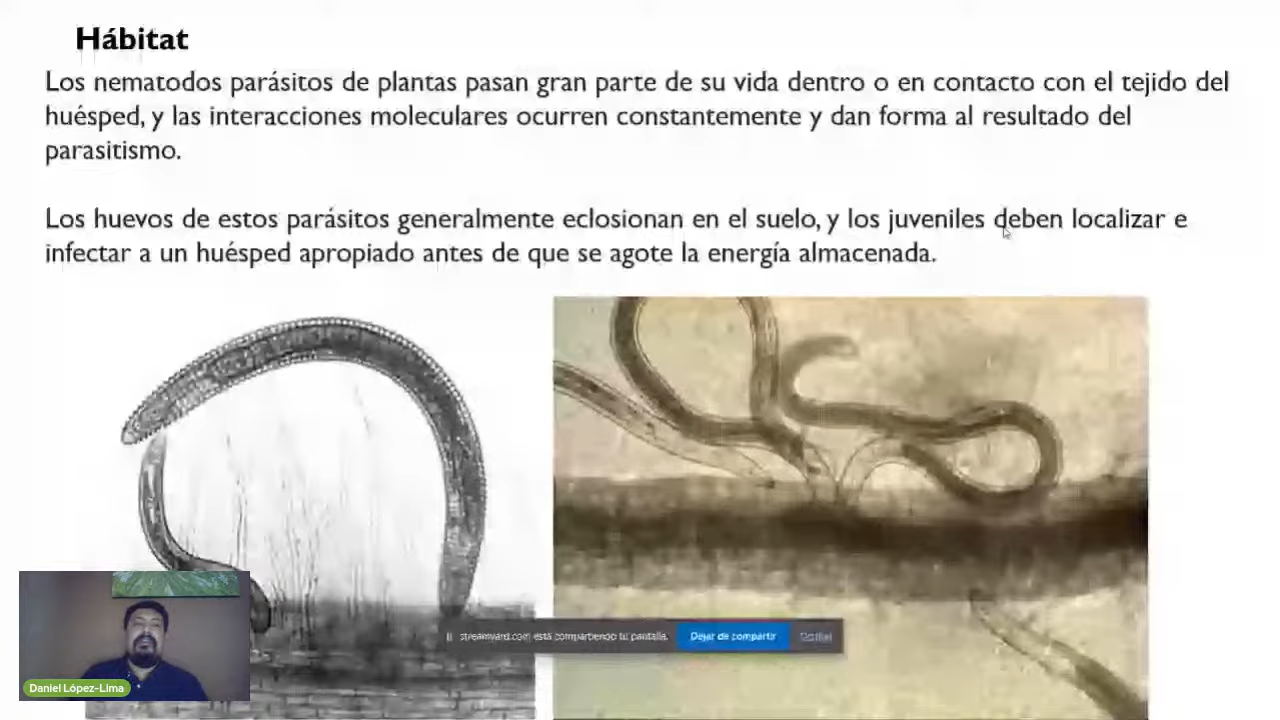 Hábitat
Los nematodos parásitos de plantas pasan gran parte de su vida dentro o en contacto con el tejido del
huésped, y las interacciones moleculares ocurren constantemente y dan forma al resultado del
parasitismo.
Los huevos de estos parásitos generalmente eclosionan en el suelo, y los juveniles deben localizar e
infectar a un huésped apropiado antes de que se agote la energía almacenada.
streamyard.com está compartiendo tu pantalla.
Dejar de compartir
Ocultar
Daniel López-Lima